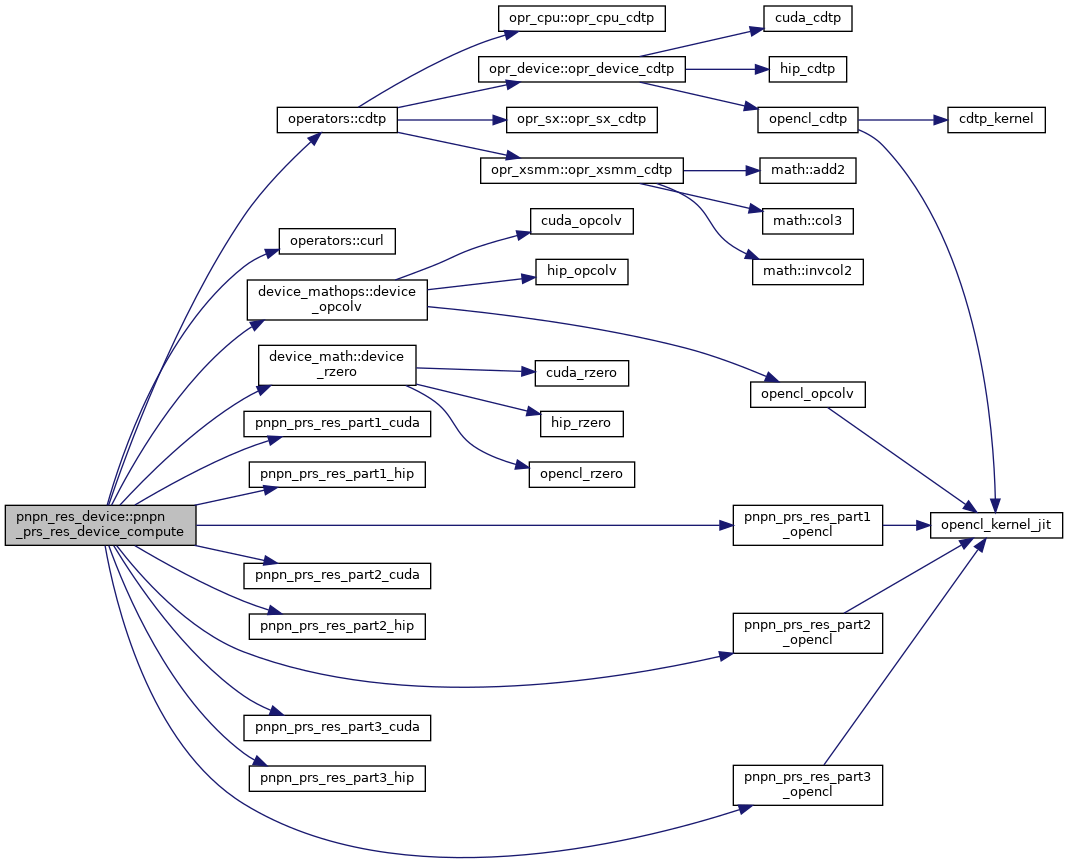 opr_cpu::opr_cpu_cdtp
cuda_cdtp
opr_device::opr_device_cdtp
hip_cdtp
operators::cdtp
opr_sx::opr_sx_cdtp
opencl_cdtp
cdtp_kernel
opr_xsmm::opr_xsmm_cdtp
math::add2
cuda_opcolv
math::col3
operators::curl
hip_opcolv
math::invcol2
device_mathops::device
_opcolv
device_math::device
_rzero
cuda_rzero
opencl_opcolv
pnpn_prs_res_part1_cuda
hip_rzero
pnpn_prs_res_part1_hip
opencl_rzero
pnpn_res_device::pnpn
_prs_res_device_compute
pnpn_prs_res_part1
_opencl
opencl_kernel_jit
pnpn_prs_res_part2_cuda
pnpn_prs_res_part2_hip
pnpn_prs_res_part2
_opencl
pnpn_prs_res_part3_cuda
pnpn_prs_res_part3_hip
pnpn_prs_res_part3
_opencl